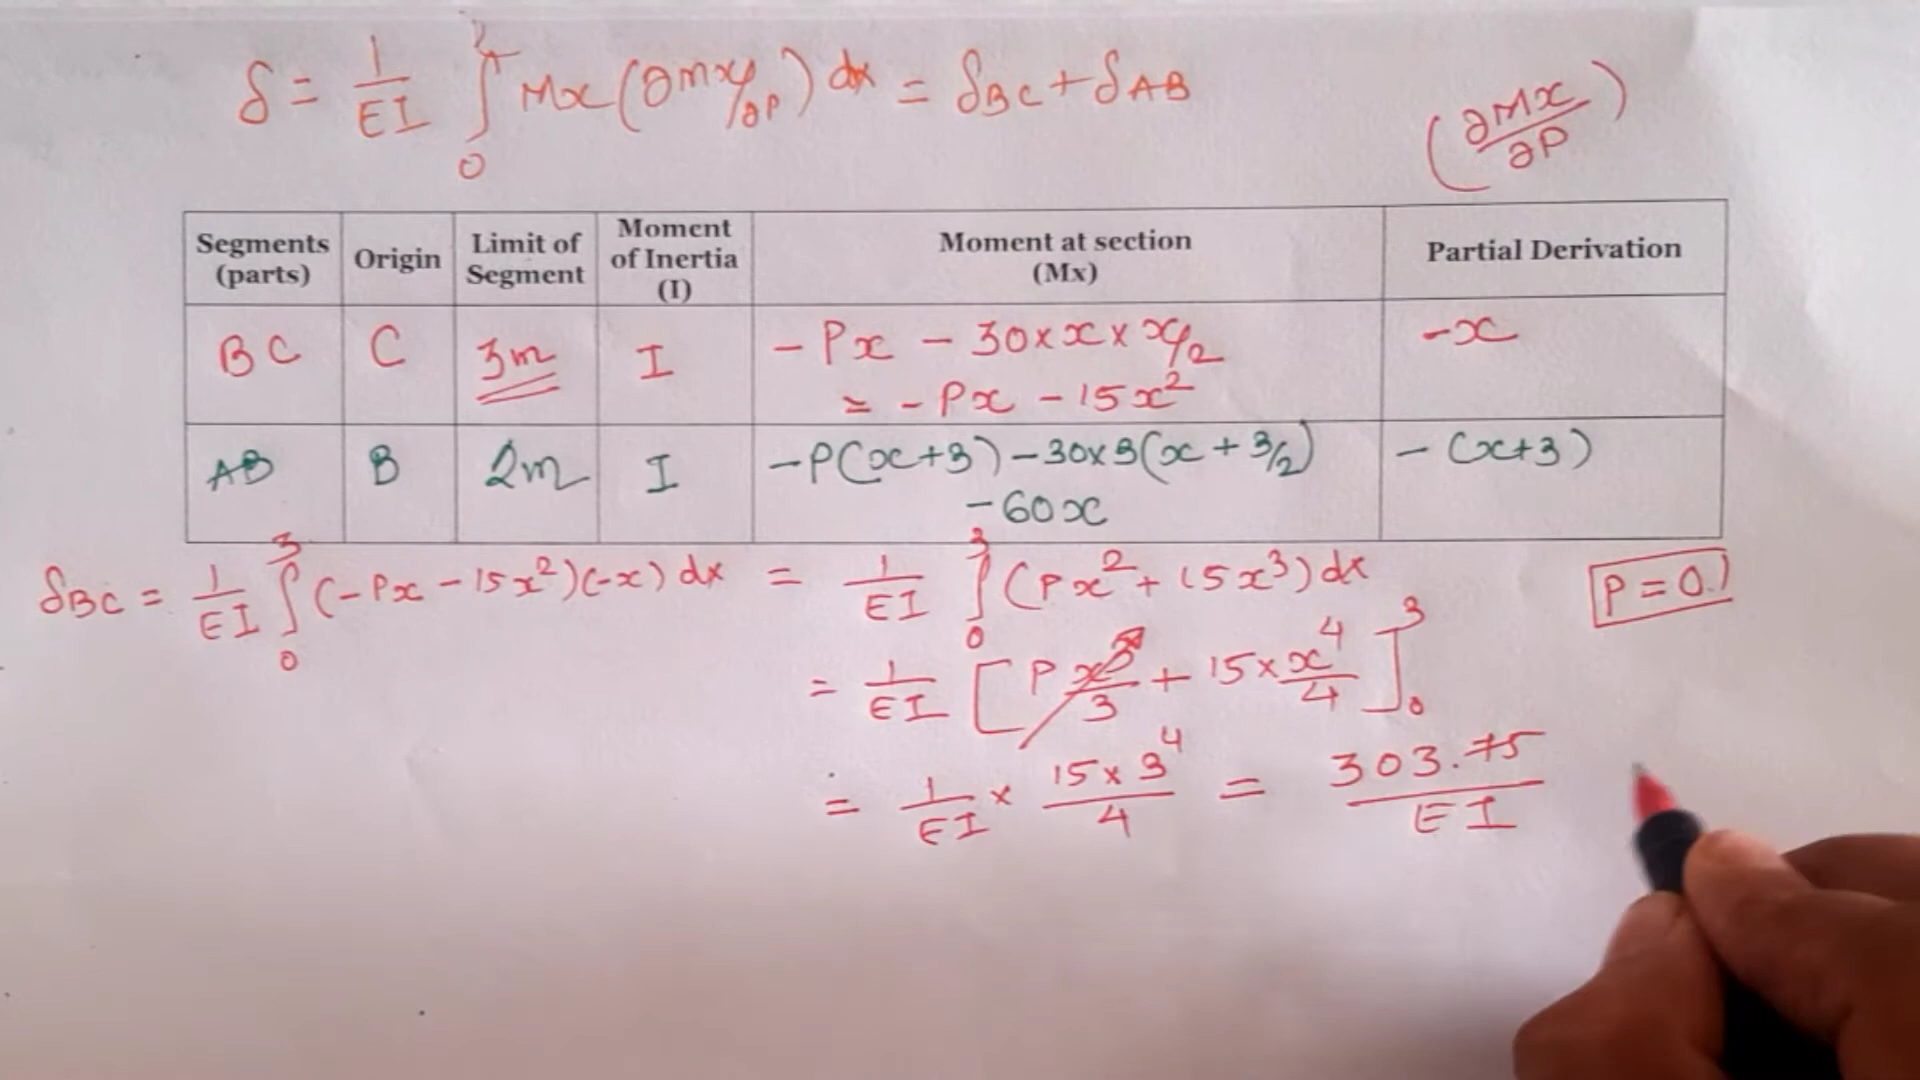 δ = 1/EI ∫₀ᴸ Mx (∂Mx/∂P) dx = δBC + δAB
(∂Mx/∂P)
Segments (parts) Origin Limit of Segment Moment of Inertia (I) Moment at section (Mx) Partial Derivation
BC C 3m I -Px - 30×x×x/2 -x
= -Px - 15x²
AB B 2m I -P(x+3) - 30×3(x+3/2) -(x+3)
-60x
δBC = 1/EI ∫₀³ (-Px - 15x²)(-x) dx = 1/EI ∫₀³ (Px² + 15x³) dx
P = 0.
= 1/EI [P x³/3 + 15 × x⁴/4]₀³
= 1/EI × 15×3⁴/4 = 303.75/EI